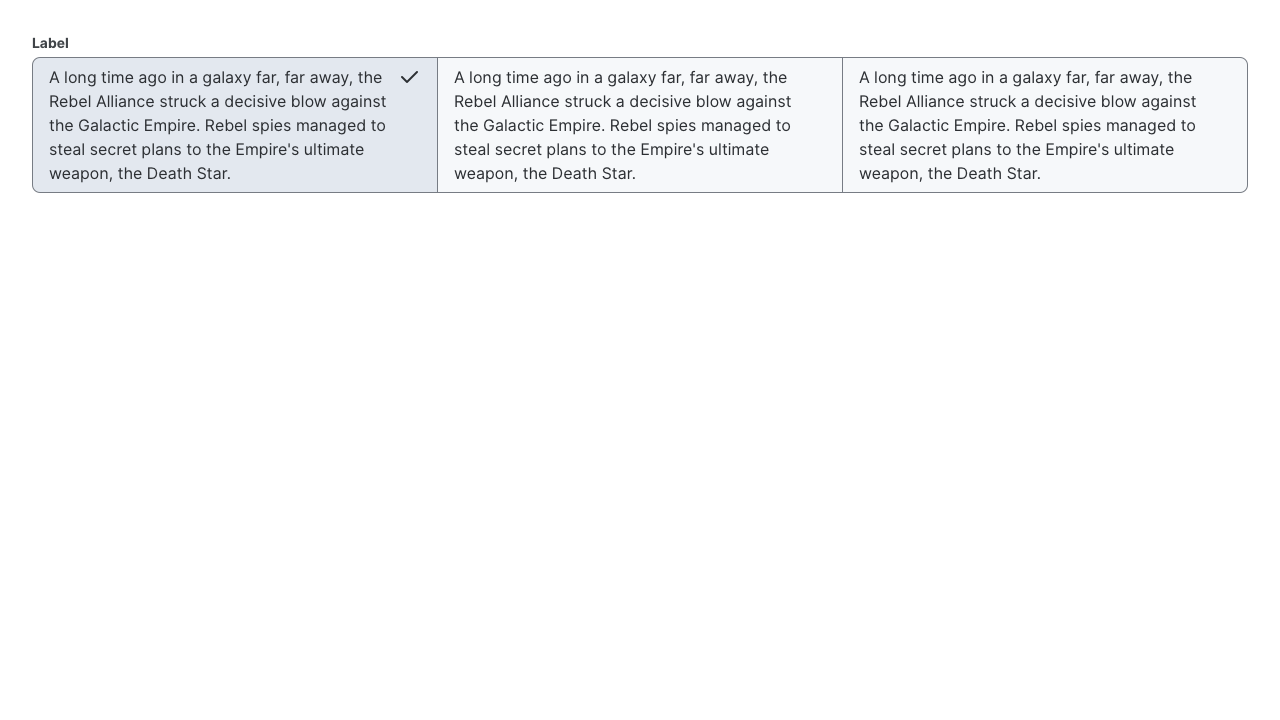 Label
A long time ago in a galaxy far, far away, the
Rebel Alliance struck a decisive blow against
the Galactic Empire. Rebel spies managed to
steal secret plans to the Empire's ultimate
weapon, the Death Star.
A long time ago in a galaxy far, far away, the
Rebel Alliance struck a decisive blow against
the Galactic Empire. Rebel spies managed to
steal secret plans to the Empire's ultimate
weapon, the Death Star.
A long time ago in a galaxy far, far away, the
Rebel Alliance struck a decisive blow against
the Galactic Empire. Rebel spies managed to
steal secret plans to the Empire's ultimate
weapon, the Death Star.